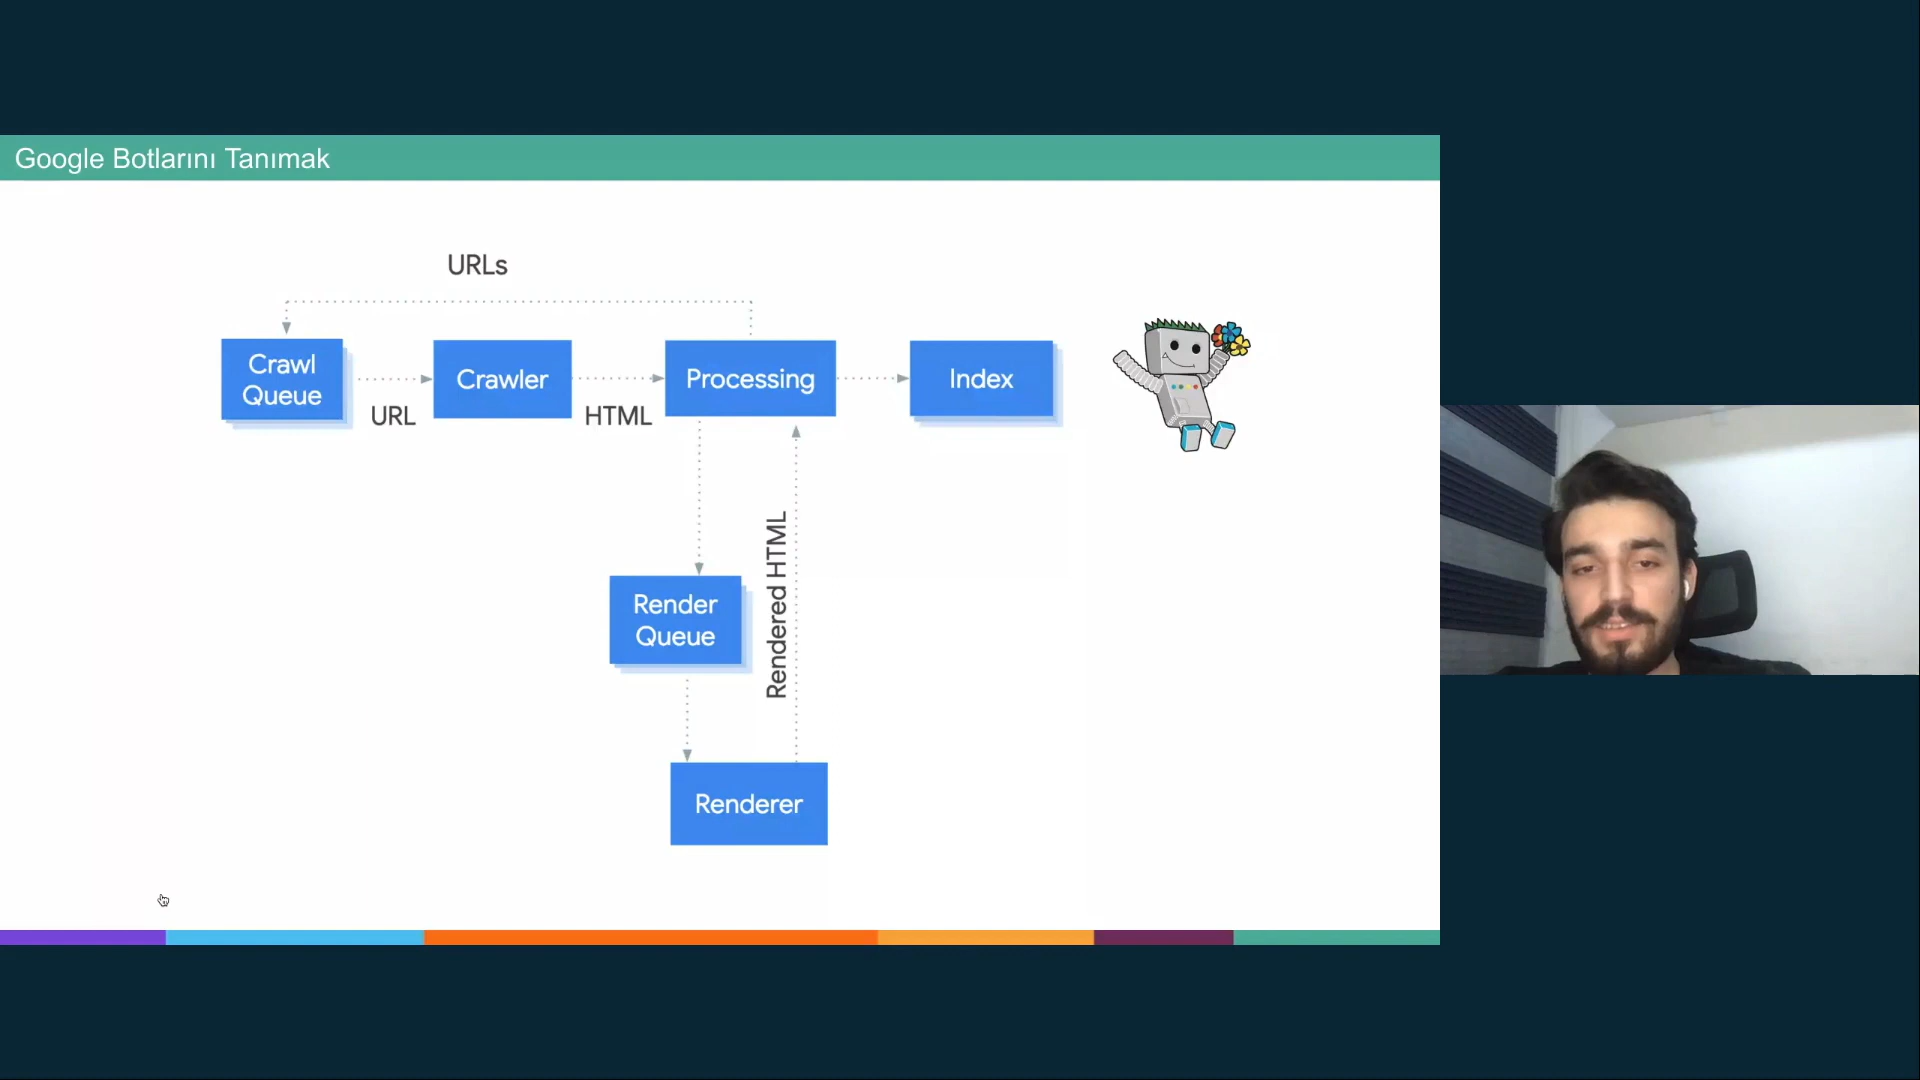 Google Botlarını Tanımak
URLs
Crawl
Queue
URL
Crawler
HTML
Processing
Index
Render
Queue
Rendered HTML
Renderer